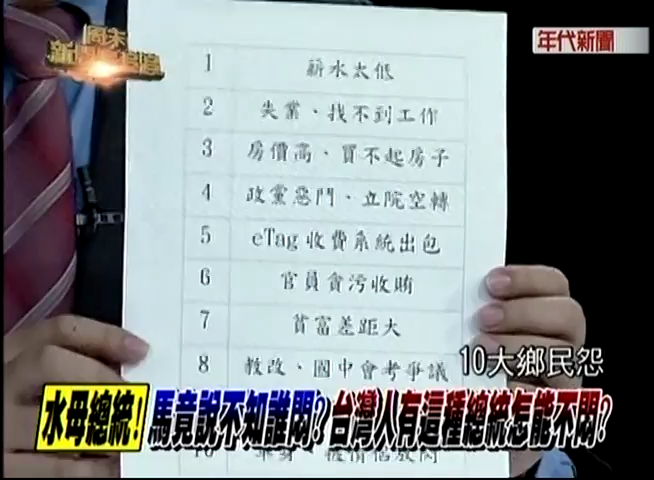 年代新聞
1 薪水太低
2 失業、找不到工作
3 房價高、買不起房子
4 政黨惡鬥、立院空轉
5 eTag收費系統出包
6 官員貪污收賄
7 貧富差距大
8 教改、國中會考爭議
10大鄉民怨
水母總統!馬竟說不知誰悶?台灣人有這種總統怎能不悶?
10